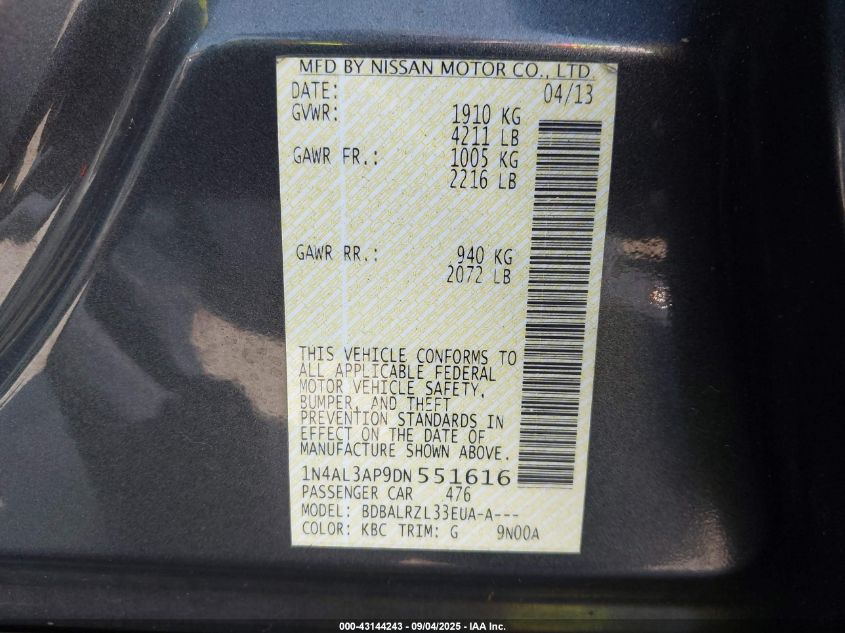 MFD BY NISSAN MOTOR CO., LTD.
DATE: 04/13
GVWR: 1910 KG
4211 LB
GAWR FR.: 1005 KG
2216 LB
GAWR RR.: 940 KG
2072 LB
THIS VEHICLE CONFORMS TO
ALL APPLICABLE FEDERAL
MOTOR VEHICLE SAFETY,
BUMPER, AND THEFT
PREVENTION STANDARDS IN
EFFECT ON THE DATE OF
MANUFACTURE SHOWN ABOVE.
1N4AL3AP9DN551616
PASSENGER CAR 476
MODEL: BDBALRZL33EUA-A---
COLOR: KBC TRIM: G 9N00A
000-43144243 - 09/04/2025 - IAA Inc.